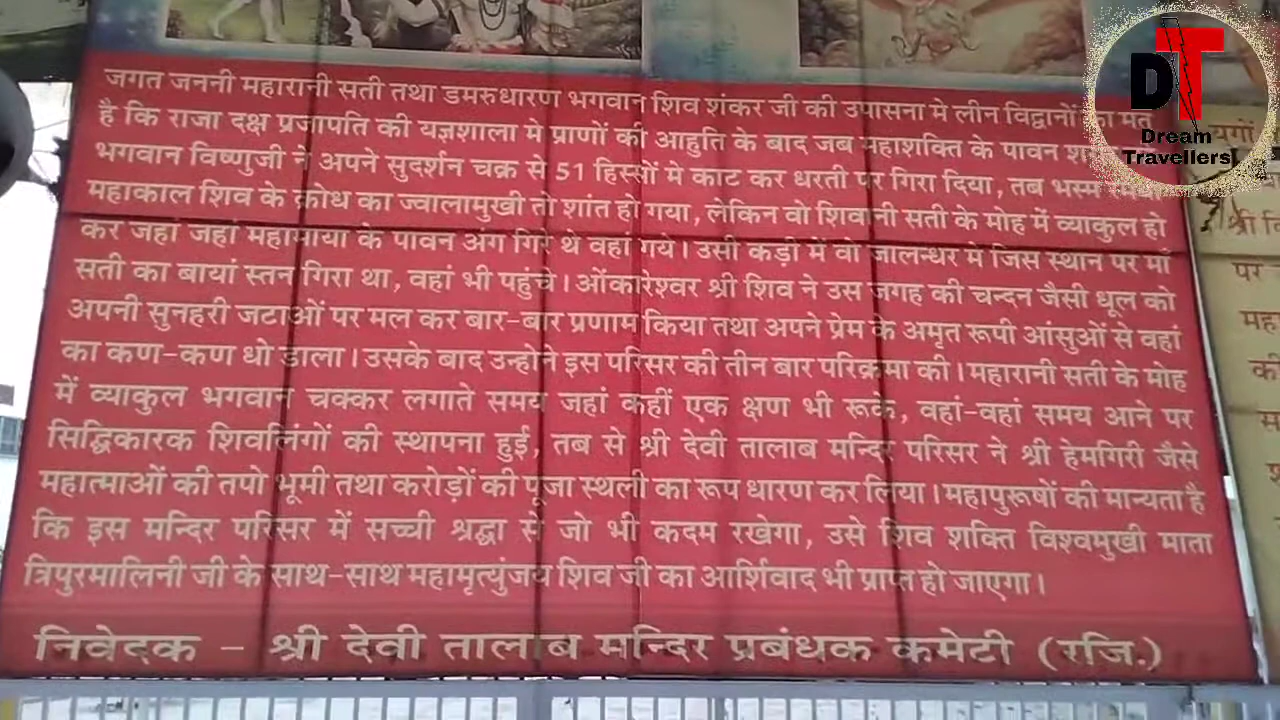 जगत जननी महारानी सती तथा डमरुधारण भगवान शिव शंकर जी की उपासना मे लीन विद्वानों का मत
है कि राजा दक्ष प्रजापति की यज्ञशाला मे प्राणों की आहुति के बाद जब महाशक्ति के पावन
भगवान विष्णुजी ने अपने सुदर्शन चक्र से 51 हिस्सों मे काट कर धरती पर गिरा दिया, तब भस्म
महाकाल शिव के क्रोध का ज्वालामुखी तो शांत हो गया, लेकिन वो शिवानी सती के मोह में व्याकुल हो
कर जहां जहां महामाया के पावन अंग गिरे थे वहां गये। उसी कड़ी में वो जालन्धर में जिस स्थान पर माँ
सती का बायां स्तन गिरा था, वहां भी पहुंचे। ओंकारेश्वर श्री शिव ने उस जगह की चन्दन जैसी धूल को
अपनी सुनहरी जटाओं पर मल कर बार-बार प्रणाम किया तथा अपने प्रेम के अमृत रूपी आंसुओं से वहां
का कण-कण धो डाला। उसके बाद उन्होने इस परिसर की तीन बार परिक्रमा की। महारानी सती के मोह
में व्याकुल भगवान चक्कर लगाते समय जहां कहीं एक क्षण भी रूके, वहां-वहां समय आने पर
सिद्धिकारक शिवलिंगों की स्थापना हुई, तब से श्री देवी तालाब मन्दिर परिसर ने श्री हेमगिरी जैसे
महात्माओं की तपो भूमी तथा करोड़ों की पूजा स्थली का रूप धारण कर लिया। महापुरूषों की मान्यता है
कि इस मन्दिर परिसर में सच्ची श्रद्धा से जो भी कदम रखेगा, उसे शिव शक्ति विश्वमुखी माता
त्रिपुरमालिनी जी के साथ-साथ महामृत्युंजय शिव जी का आर्शिवाद भी प्राप्त हो जाएगा।
निवेदक - श्री देवी तालाब मन्दिर प्रबंधक कमेटी (रजि.)
DT
Dream
Travellers
श्री
पर